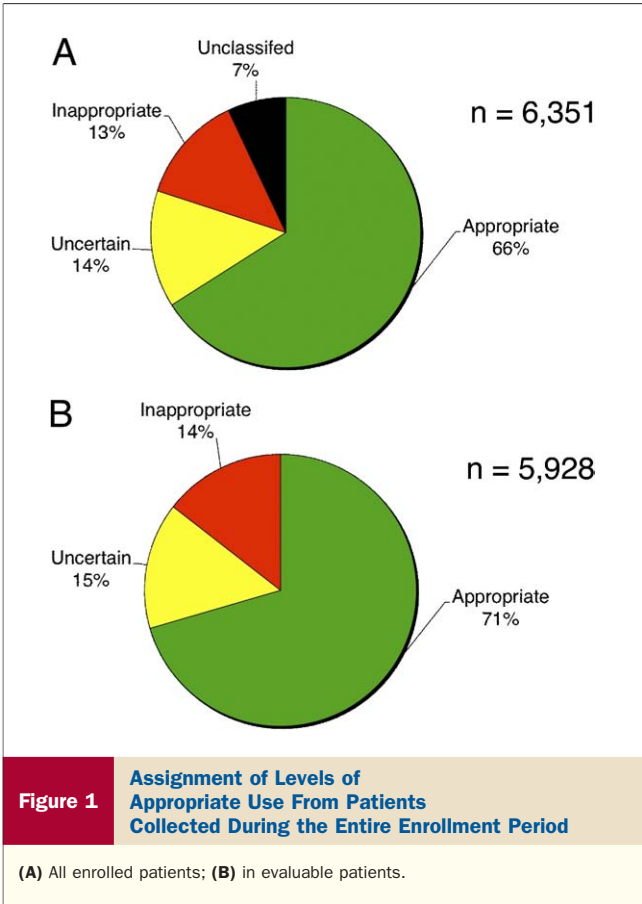 A
Unclassifed
7%
Inappropriate
13%
n = 6,351
Uncertain
14%
Appropriate
66%
B
Inappropriate
14%
n = 5,928
Uncertain
15%
Appropriate
71%
Figure 1
Assignment of Levels of
Appropriate Use From Patients
Collected During the Entire Enrollment Period
(A) All enrolled patients; (B) in evaluable patients.